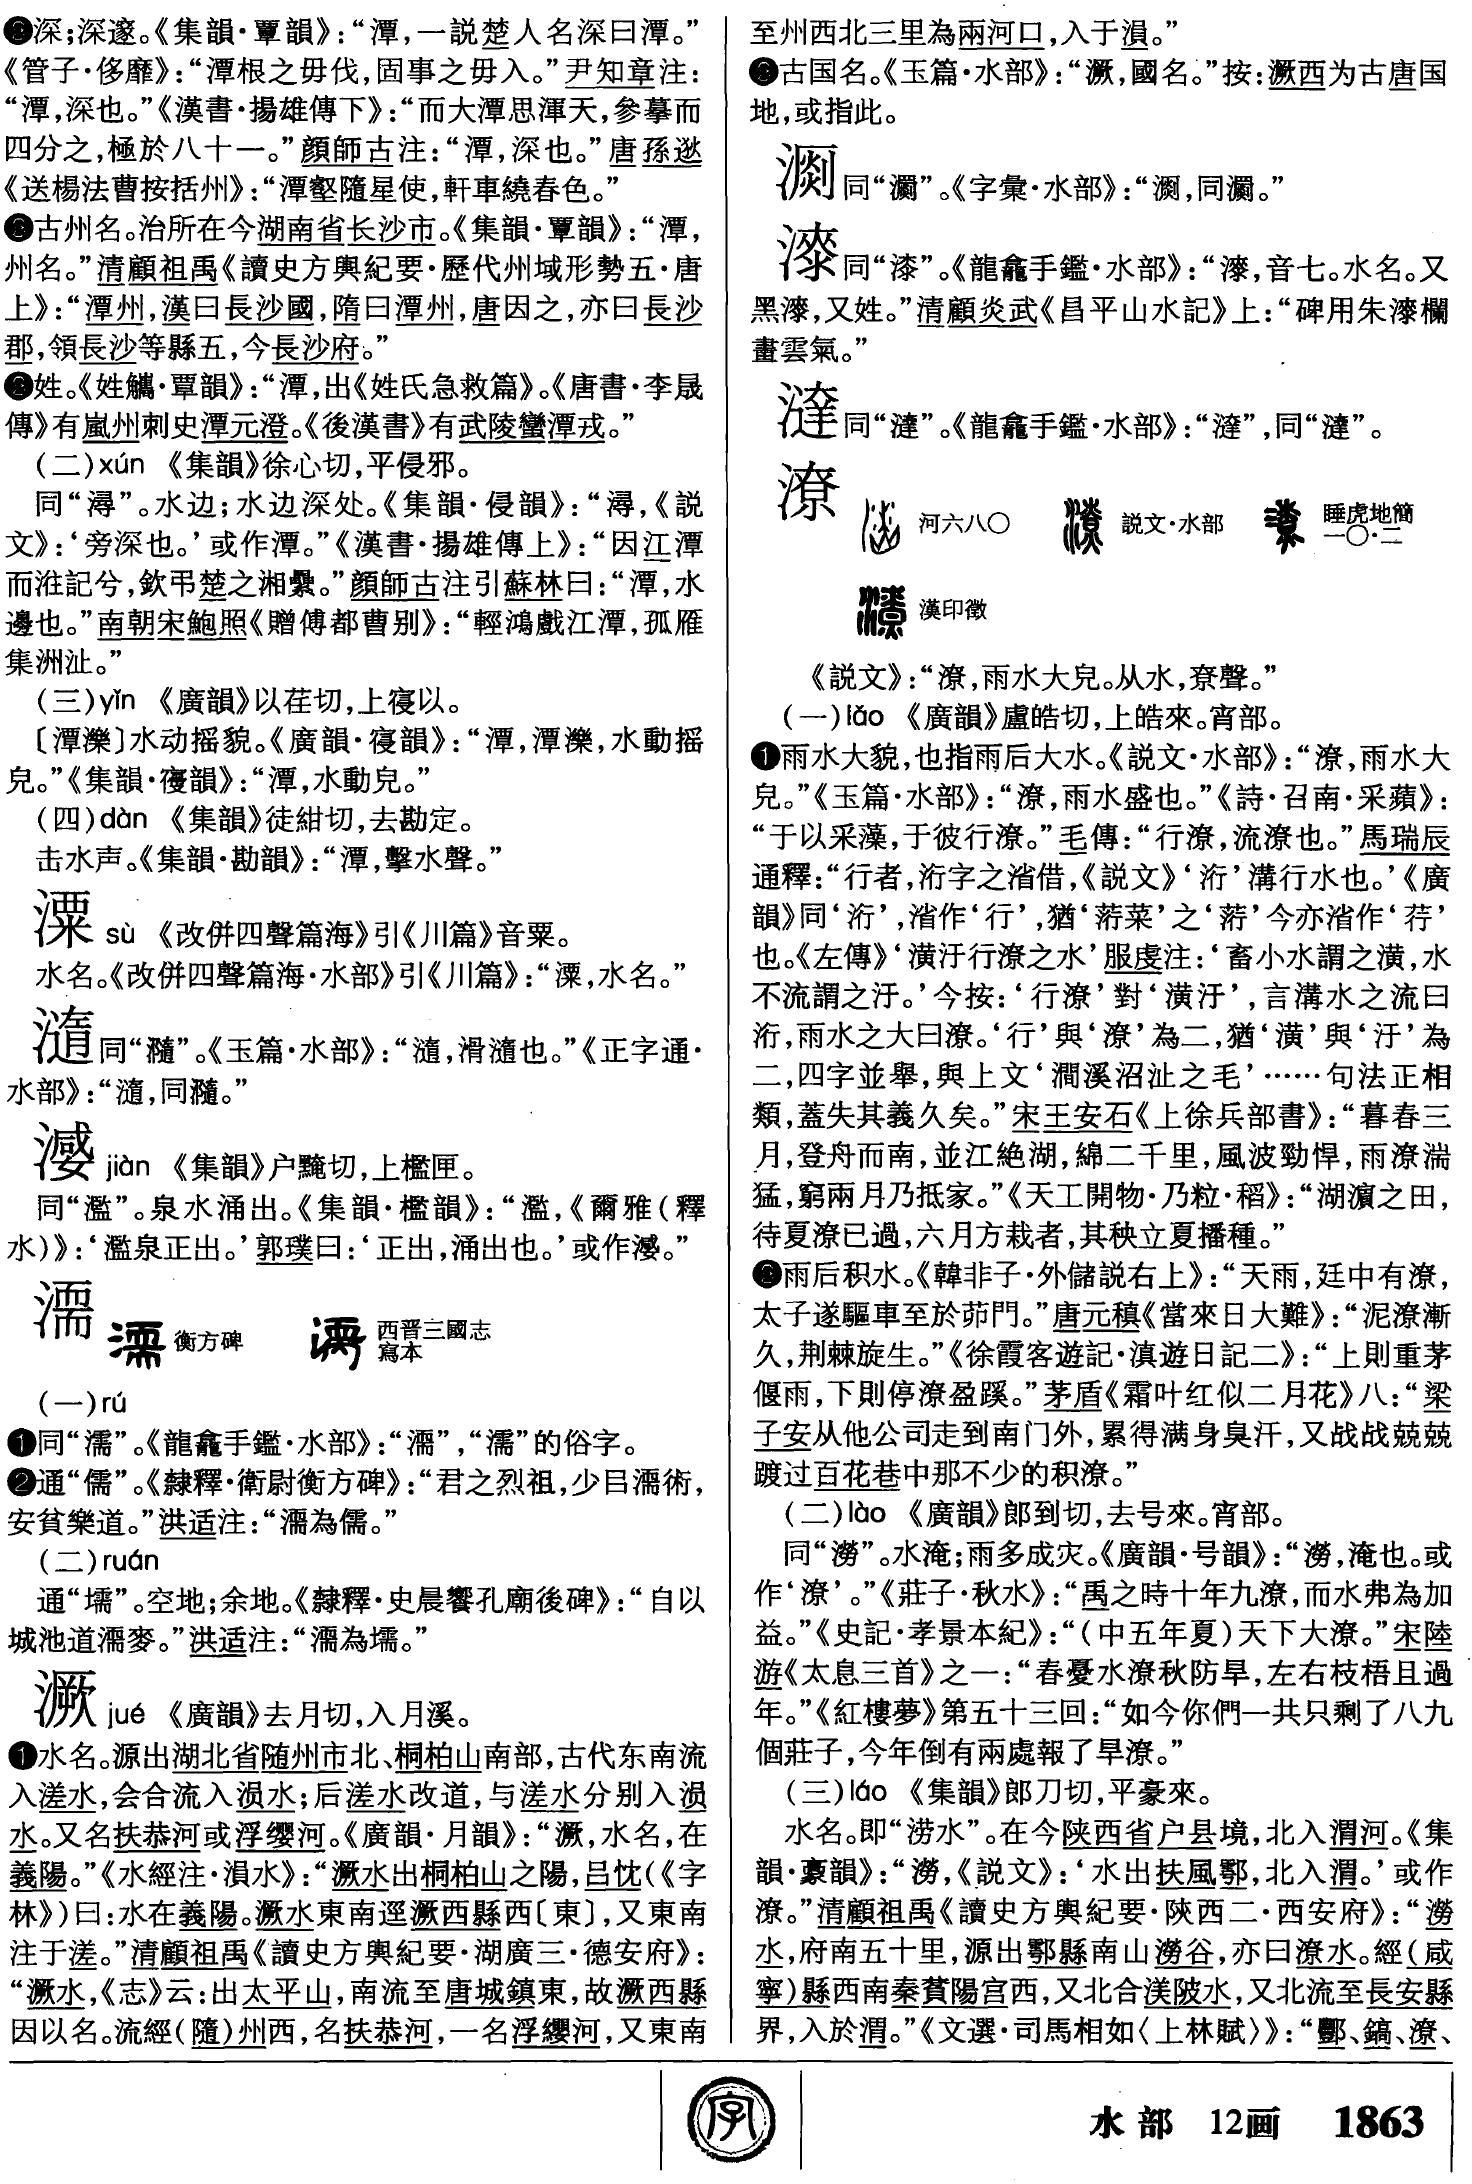 ❷深;深邃。《集韻·覃韻》:“潭,一説楚人名深曰潭。”
《管子·侈靡》:“潭根之毋伐,固事之毋入。”尹知章注:
“潭,深也。”《漢書·揚雄傳下》:“而大潭思渾天,參摹而
四分之,極於八十一。”顔師古注:“潭,深也。”唐孫逖
《送楊法曹按括州》:“潭壑隨星使,軒車繞春色。”
古州名。治所在今湖南省长沙市。《集韻·覃韻》:“潭,
州名。”清顧祖禹《讀史方輿紀要·歷代州域形勢五·唐
上》:“潭州,漢曰長沙國,隋曰潭州,唐因之,亦曰長沙
郡,領長沙等縣五,今長沙府。”
姓。《姓觿·覃韻》:“潭,出《姓氏急救篇》。《唐書·李晟
傳》有嵐州刺史潭元澄。《後漢書》有武陵蠻潭戎。”
(二)xún 《集韻》徐心切,平侵邪。
同“潯”。水边;水边深处。《集韻·侵韻》:“潯,《説
文》:‘旁深也。’或作潭。”《漢書·揚雄傳上》:“因江潭
而淮記兮,欽弔楚之湘纍。”顔師古注引蘇林曰:“潭,水
邊也。”南朝宋鮑照《贈傅都曹别》:“輕鴻戲江潭,孤雁
集洲沚。”
(三)yǐn 《廣韻》以荏切,上寑以。
〔潭濼〕水动摇貌。《廣韻·寑韻》:“潭,潭濼,水動摇
皃。”《集韻·寑韻》:“潭,水動皃。”
(四)dàn 《集韻》徒紺切,去勘定。
击水声。《集韻·勘韻》:“潭,擊水聲。”
㴋 sù 《改併四聲篇海》引《川篇》音粟。
水名。《改併四聲篇海·水部》引《川篇》:“㴋,水名。”
同“瀡”。《玉篇·水部》:“,滑也。”《正字通·
水部》:“,同瀡。”
jiàn 《集韻》户黤切,上檻匣。
同“濫”。泉水涌出。《集韻·檻韻》:“濫,《爾雅(釋
水)》:‘濫泉正出。’郭璞曰:‘正出,涌出也。’或作。”
衡方碑 西晋三國志寫本
(一)rú
❶同“濡”。《龍龕手鑑·水部》:“”,“濡”的俗字。
❷通“儒”。《隸釋·衛尉衡方碑》:“君之烈祖,少㠯術,
安貧樂道。”洪适注:“為儒。”
(二)ruán
通“壖”。空地;余地。《隸釋·史晨饗孔廟後碑》:“自以
城池道麥。”洪适注:“為壖。”
㵐 jué 《廣韻》去月切,入月溪。
❶水名。源出湖北省随州市北、桐柏山南部,古代东南流
入溠水,会合流入涢水;后溠水改道,与溠水分别入涢
水。又名扶恭河或浮缨河。《廣韻·月韻》:“㵐,水名,在
義陽。”《水經注·溳水》:“㵐水出桐柏山之陽,吕忱(《字
林》)曰:水在義陽。㵐水東南逕㵐西縣西〔東〕,又東南
注于溠。”清顧祖禹《讀史方輿紀要·湖廣三·德安府》:
“㵐水,《志》云:出太平山,南流至唐城鎮東,故㵐西縣
因以名。流經(隨)州西,名扶恭河,一名浮纓河,又東南
至州西北三里為兩河口,入于溳。”
❷古国名。《玉篇·水部》:“㵐,國名。”按:㵐西为古唐国
地,或指此。
同“瀾”。《字彙·水部》:“,同瀾。”
同“漆”。《龍龕手鑑·水部》:“,音七。水名。又
黑,又姓。”清顧炎武《昌平山水記》上:“碑用朱欄
畫雲氣。”
同“澾”。《龍龕手鑑·水部》:“”,同“澾”。
潦 河六八〇 説文·水部 睡虎地簡一〇·二
漢印徵
《説文》:“潦,雨水大皃。从水,尞聲。”
(一)lǎo 《廣韻》盧皓切,上皓來。宵部。
❶雨水大貌,也指雨后大水。《説文·水部》:“潦,雨水大
皃。”《玉篇·水部》:“潦,雨水盛也。”《詩·召南·采蘋》:
“于以采藻,于彼行潦。”毛傳:“行潦,流潦也。”馬瑞辰
通釋:“行者,洐字之渻借,《説文》‘洐’溝行水也。’《廣
韻》同‘洐’,渻作‘行’,猶‘䓷菜’之‘䓷’今亦渻作‘荇’
也。《左傳》‘潢汙行潦之水’服虔注:‘畜小水謂之潢,水
不流謂之汙。’今按:‘行潦’對‘潢汙’,言溝水之流曰
洐,雨水之大曰潦。‘行’與‘潦’為二,猶‘潢’與‘汙’為
二,四字並舉,與上文‘澗溪沼沚之毛’……句法正相
類,蓋失其義久矣。”宋王安石《上徐兵部書》:“暮春三
月,登舟而南,並江絶湖,綿二千里,風波勁悍,雨潦湍
猛,窮兩月乃抵家。”《天工開物·乃粒·稻》:“湖濵之田,
待夏潦已過,六月方栽者,其秧立夏播種。”
❷雨后积水。《韓非子·外儲説右上》:“天雨,廷中有潦,
太子遂驅車至於茆門。”唐元稹《當來日大難》:“泥潦漸
久,荆棘旋生。”《徐霞客遊記·滇遊日記二》:“上則重茅
偃雨,下則停潦盈蹊。”茅盾《霜叶红似二月花》八:“梁
子安从他公司走到南门外,累得满身臭汗,又战战兢兢
踱过百花巷中那不少的积潦。”
(二)lào 《廣韻》郎到切,去号來。宵部。
同“澇”。水淹;雨多成灾。《廣韻·号韻》:“澇,淹也。或
作‘潦’。”《莊子·秋水》:“禹之時十年九潦,而水弗為加
益。”《史記·孝景本紀》:“(中五年夏)天下大潦。”宋陸
游《太息三首》之一:“春憂水潦秋防旱,左右枝梧且過
年。”《紅樓夢》第五十三回:“如今你們一共只剩了八九
個莊子,今年倒有兩處報了旱潦。”
(三)láo 《集韻》郎刀切,平豪來。
水名。即“涝水”。在今陕西省户县境,北入渭河。《集
韻·豪韻》:“澇,《説文》:‘水出扶風鄠,北入渭。’或作
潦。”清顧祖禹《讀史方輿紀要·陝西二·西安府》:“澇
水,府南五十里,源出鄠縣南山澇谷,亦曰潦水。經(咸
寧)縣西南秦萯陽宫西,又北合渼陂水,又北流至長安縣
界,入於渭。”《文選·司馬相如〈上林賦〉》:“酆、鎬、潦、
字
水部 12画 1863